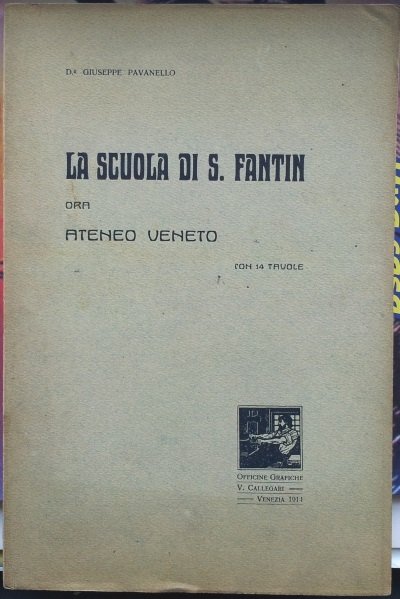 D.r GIUSEPPE PAVANELLO
LA SCUOLA DI S. FANTIN
ORA
ATENEO VENETO
CON 14 TAVOLE
OFFICINE GRAFICHE
V. CALLEGARI
VENEZIA 1914